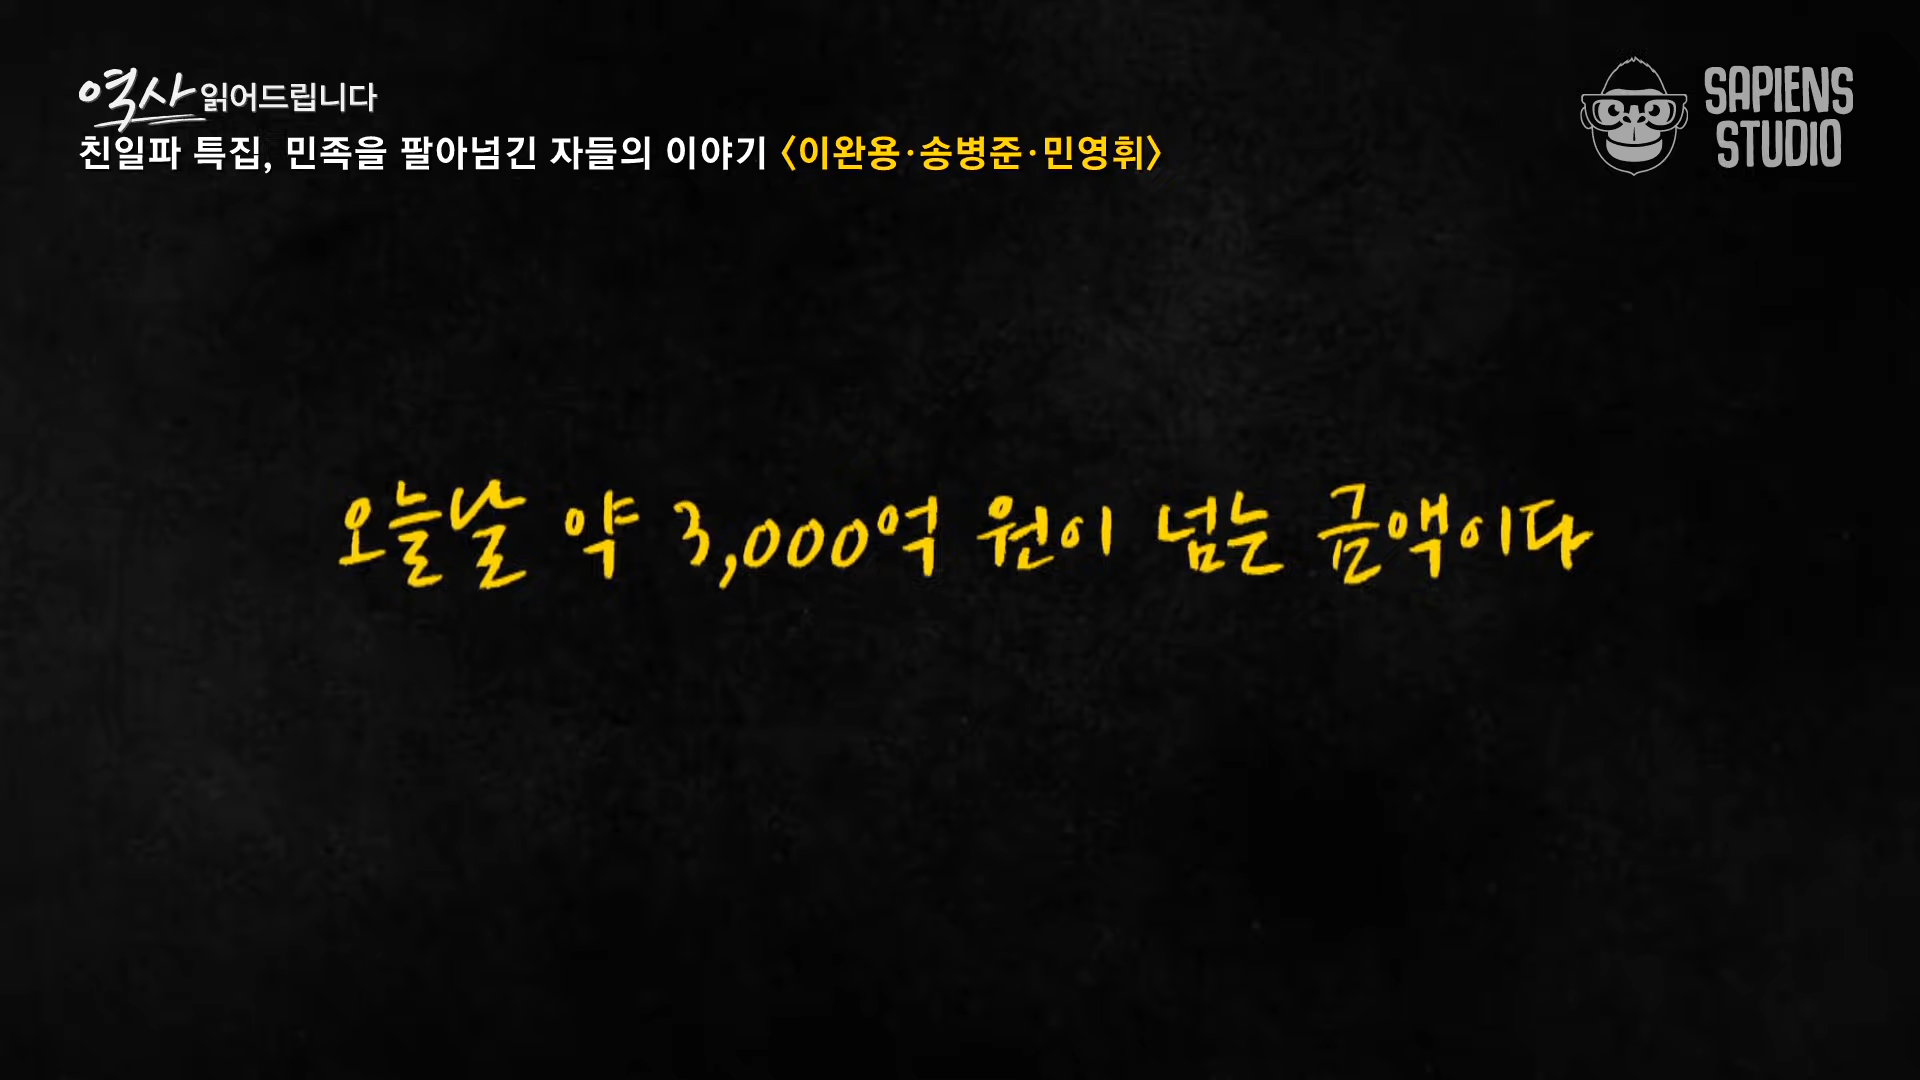 역사 읽어드립니다
친일파 특집, 민족을 팔아넘긴 자들의 이야기 <이완용·송병준·민영휘>
SAPIENS
STUDIO
오늘날 약 3,000억 원이 넘는 금액이다